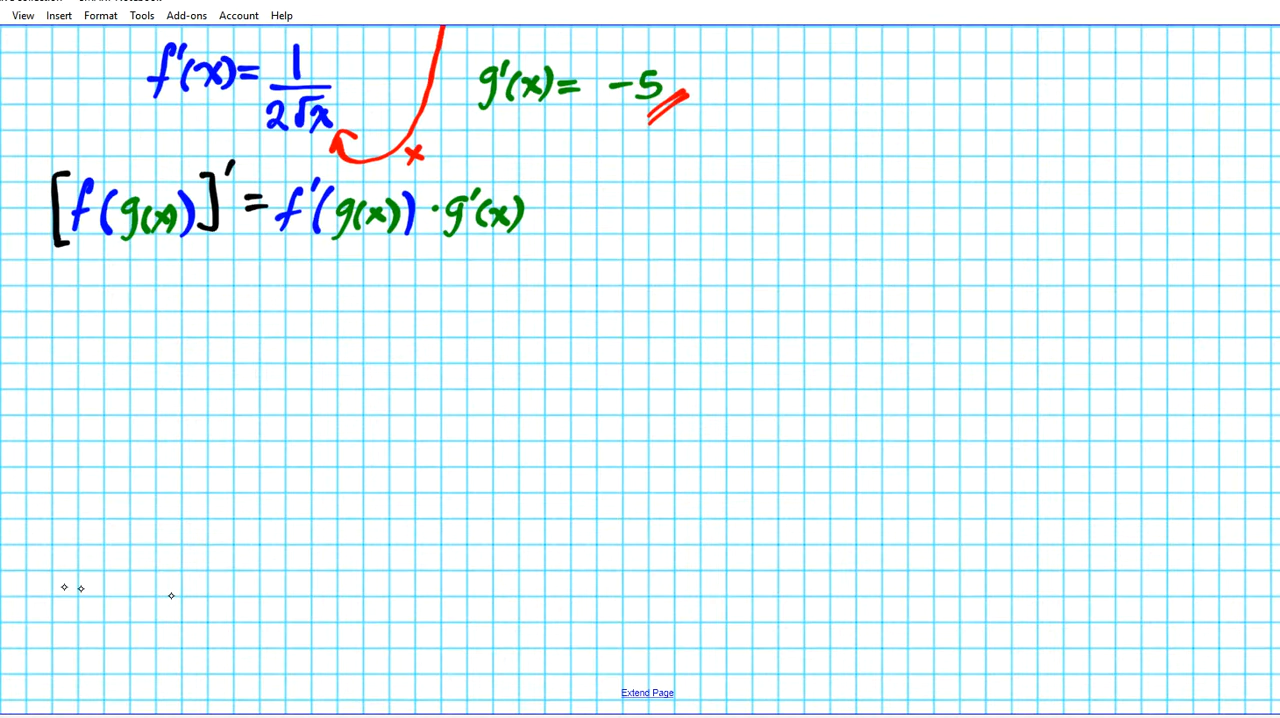 View Insert Format Tools Add-ons Account Help
f'(x)= 1/(2√x)
g'(x)= -5
x
[f(g(x))]' = f'(g(x)) · g'(x)
Extend Page